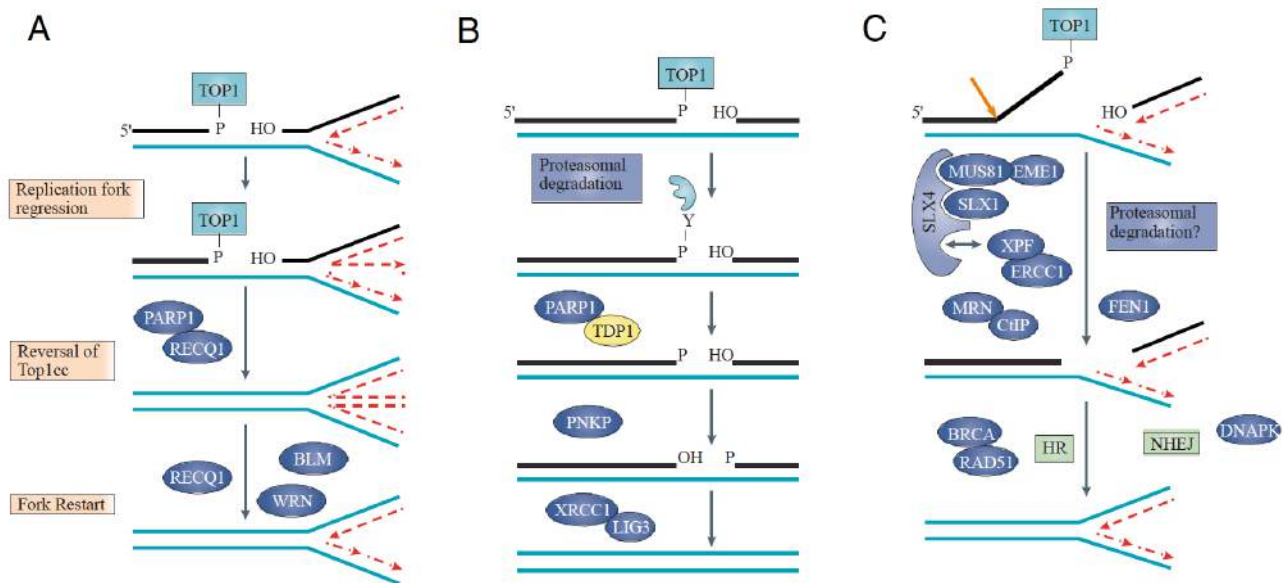 A
TOP1
5'
P
HO
Replication fork
regression
TOP1
P
HO
PARP1
RECQ1
Reversal of
Top1cc
RECQ1
BLM
WRN
Fork Restart
B
TOP1
P
HO
5'
Proteasomal
degradation
Y
P
HO
PARP1
TDP1
P
HO
PNKP
OH
P
XRCC1
LIG3
C
TOP1
P
5'
HO
MUS81
EME1
SLX4
SLX1
XPF
ERCC1
Proteasomal
degradation?
MRN
CtIP
FEN1
BRCA
RAD51
HR
NHEJ
DNAPK